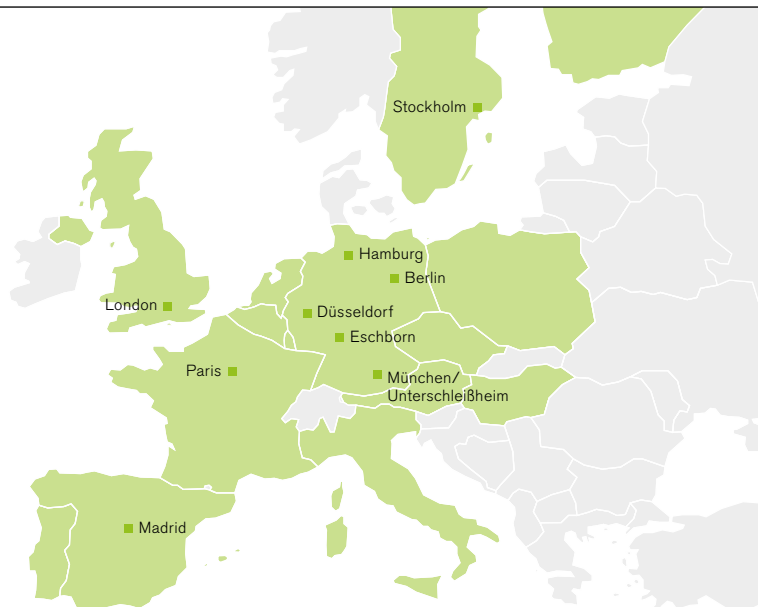 Stockholm
Hamburg
Berlin
London
Düsseldorf
Eschborn
Paris
München/
Unterschleißheim
Madrid